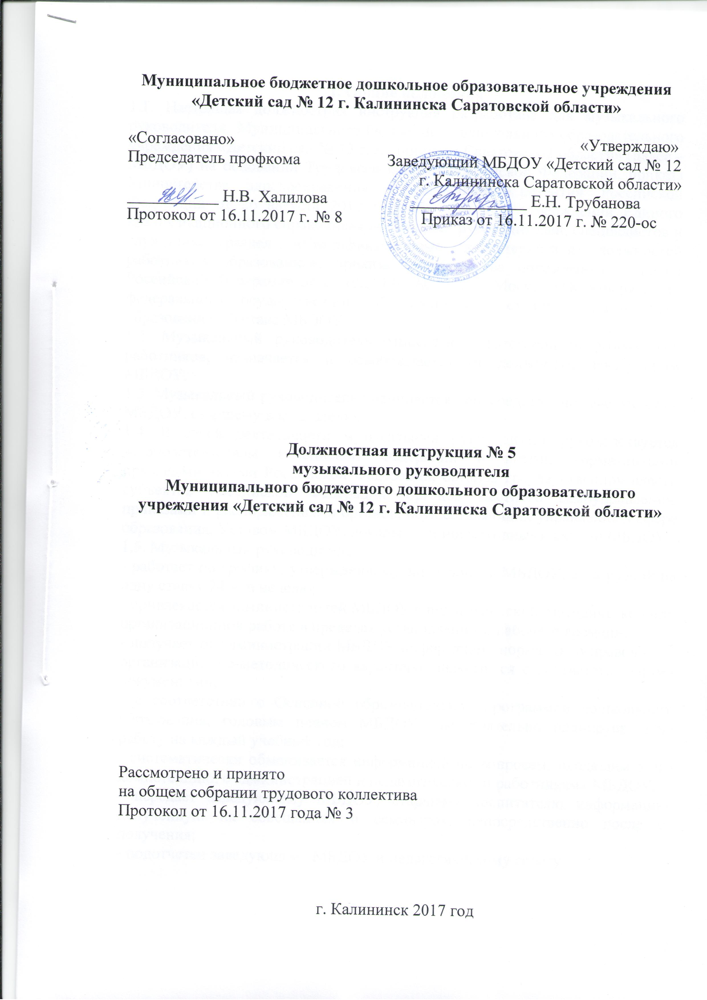 Муниципальное бюджетное дошкольное образовательное учреждения
«Детский сад № 12 г. Калининска Саратовской области»
«Согласовано»
Председатель профкома
Н.В. Халилова
Протокол от 16.11.2017 г. № 8
«Утверждаю»
Заведующий МБДОУ «Детский сад № 12
г. Калининска Саратовской области»
Е.Н. Трубанова
Приказ от 16.11.2017 г. № 220-ос
Должностная инструкция № 5
музыкального руководителя
Муниципального бюджетного дошкольного образовательного
учреждения «Детский сад № 12 г. Калининска Саратовской области»
Рассмотрено и принято
на общем собрании трудового коллектива
Протокол от 16.11.2017 года № 3
г. Калининск 2017 год